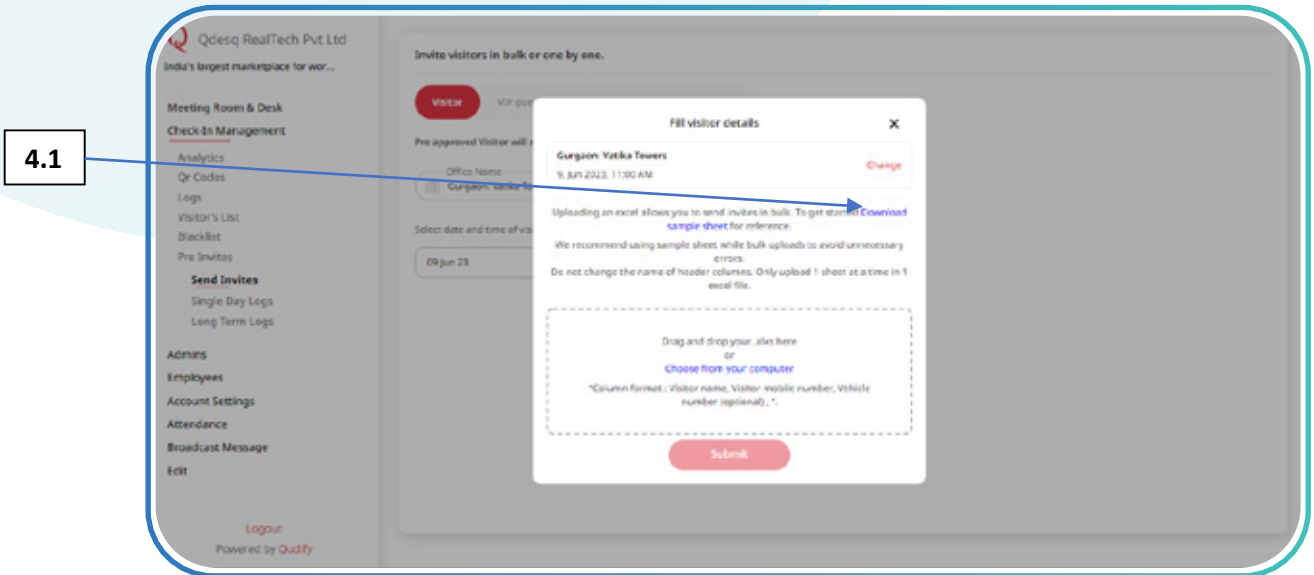 Qdesq RealTech Pvt Ltd
India's largest marketplace for wor...
Meeting Room & Desk
Check-In Management
Analytics
Qr Codes
Logs
Visitor's List
Blacklist
Pre Invites
Send Invites
Single Day Logs
Long Term Logs
Admins
Employees
Account Settings
Attendance
Broadcast Message
Edit
Logout
Powered by Qudify
4.1
Invite visitors in bulk or one by one.
Visitor
VIP gue
Pre approved Visitor will
Office Name
Gurgaon: Vatika To
Select date and time of vis
09 Jun 23
Fill visitor details
X
Gurgaon: Vatika Towers
9, Jun 2023, 11:00 AM
Change
Uploading an excel allows you to send invites in bulk. To get started Download
sample sheet for reference.
We recommend using sample sheet while bulk uploads to avoid unnecessary
errors.
Do not change the name of header columns. Only upload 1 sheet at a time in 1
excel file.
Drag and drop your .xlxs here
or
Choose from your computer
*Column format : Visitor name, Visitor mobile number, Vehicle
number (optional) , *.
Submit